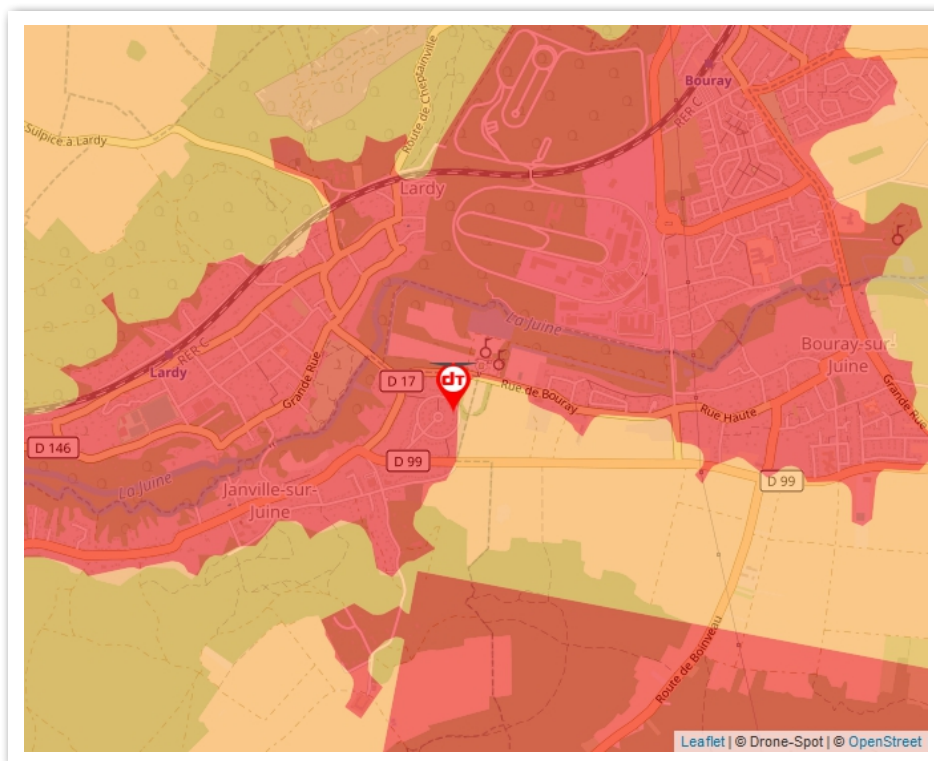 Bouray
RER C
Sulpice à Lardy
Route de Cheptainville
Lardy
La Juine
Bouray-sur-
Juine
RER C
Lardy
Grande Rue
D 17
dT
Rue de Bouray
Rue Haute
Grande Rue
D 146
D 99
D 99
La Juine
Janville-sur-
Juine
Route de Boinveau
Leaflet | © Drone-Spot | © OpenStreet